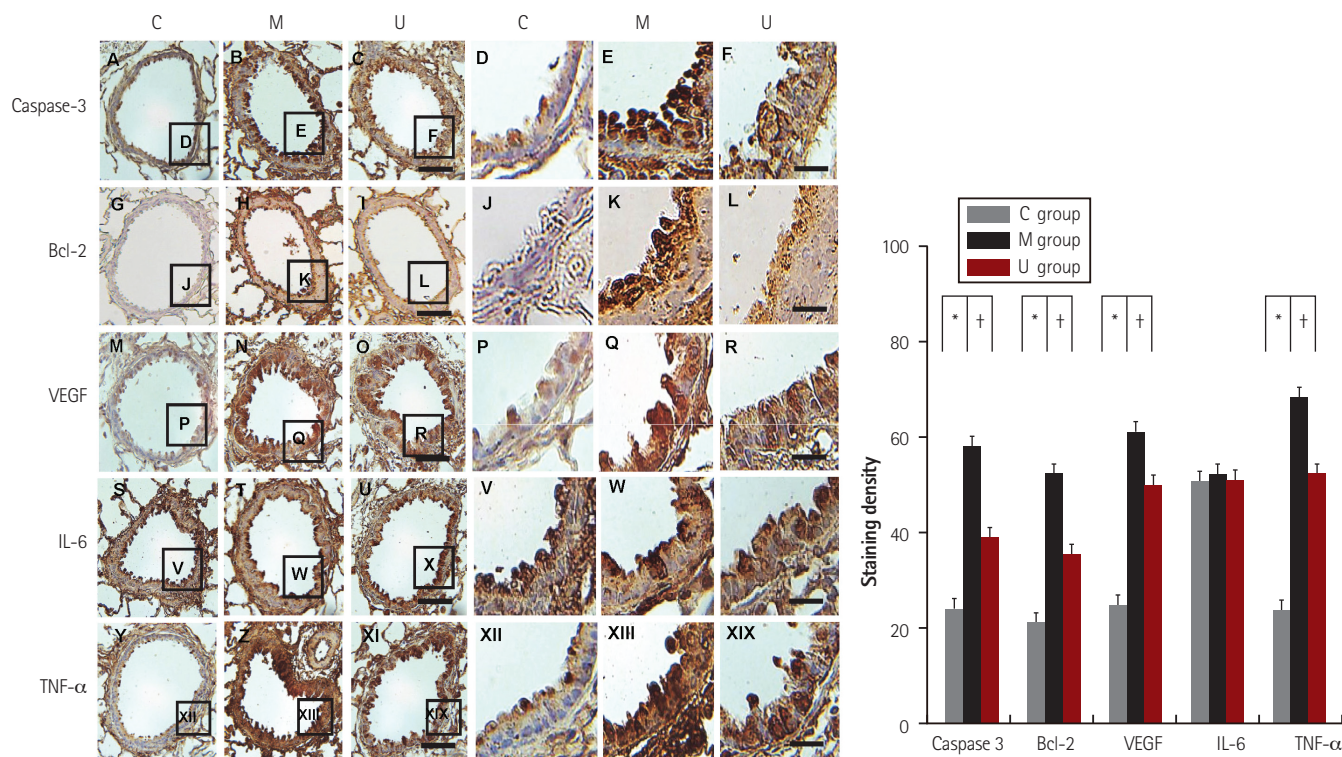 C M U C M U
Caspase-3
A B C D E F
D E F
Bcl-2
G H I J K L
J K L
VEGF
M N O P Q R
P Q R
IL-6
S T U V W
V W X
TNF-α
Y Z XI XII XIII XIX
XII XIII XIX
C group
M group
U group
* † * † * † * †
Staining density
100
80
60
40
20
0
Caspase 3 Bcl-2 VEGF IL-6 TNF-α